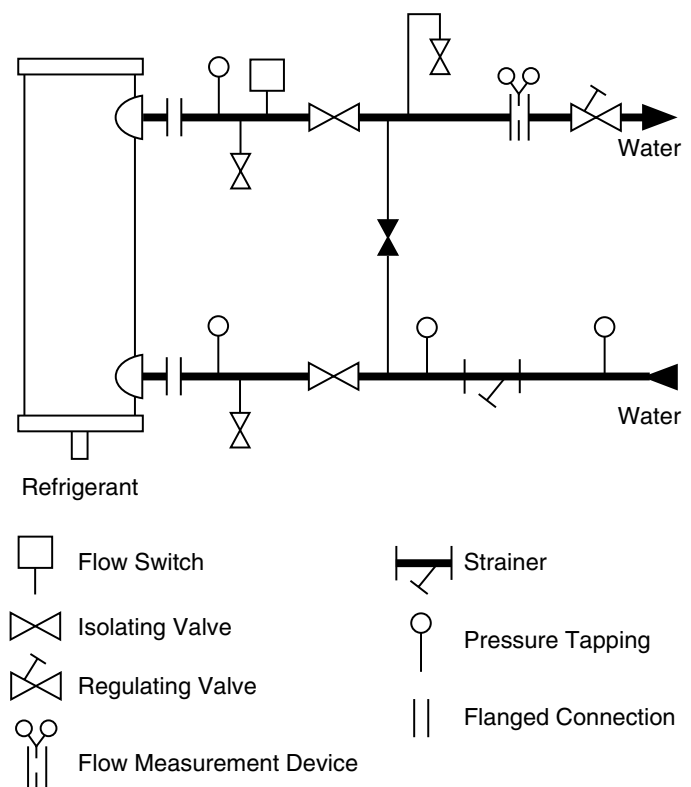 Water
Water
Refrigerant
Flow Switch
Isolating Valve
Regulating Valve
Flow Measurement Device
Strainer
Pressure Tapping
Flanged Connection